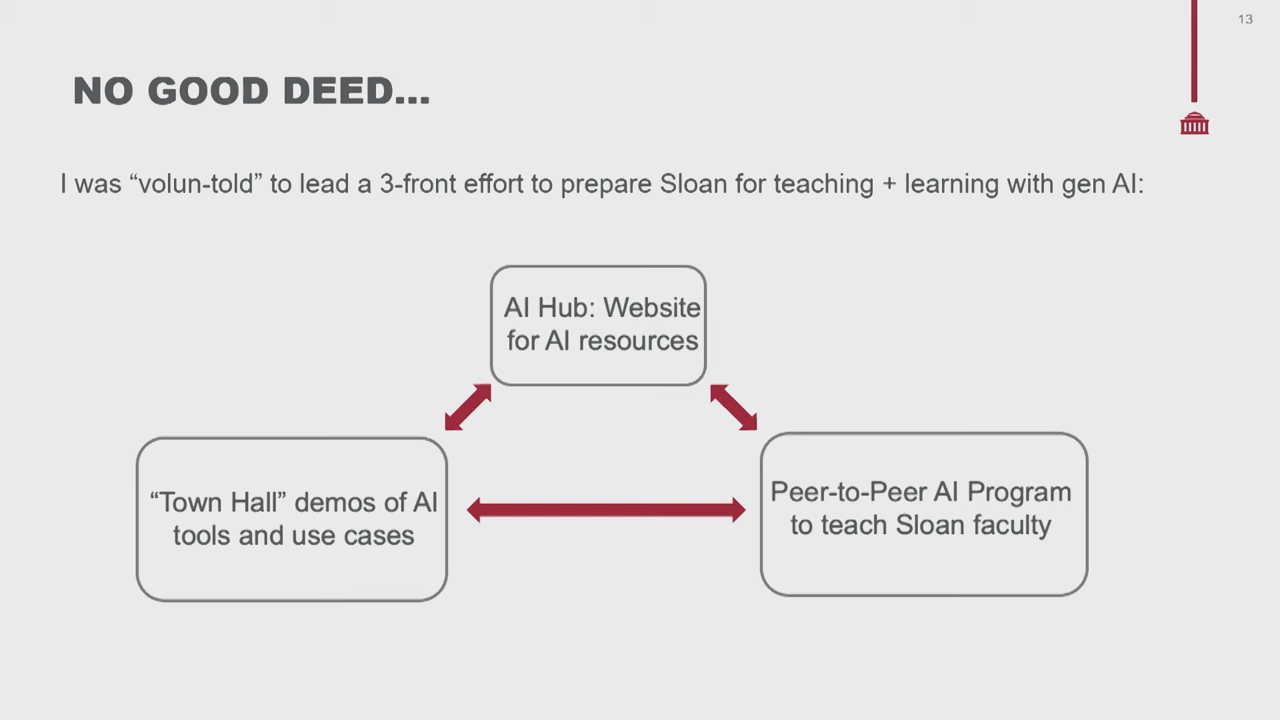 13
NO GOOD DEED...
I was “volun-told” to lead a 3-front effort to prepare Sloan for teaching + learning with gen AI:
AI Hub: Website
for AI resources
“Town Hall” demos of AI
tools and use cases
Peer-to-Peer AI Program
to teach Sloan faculty